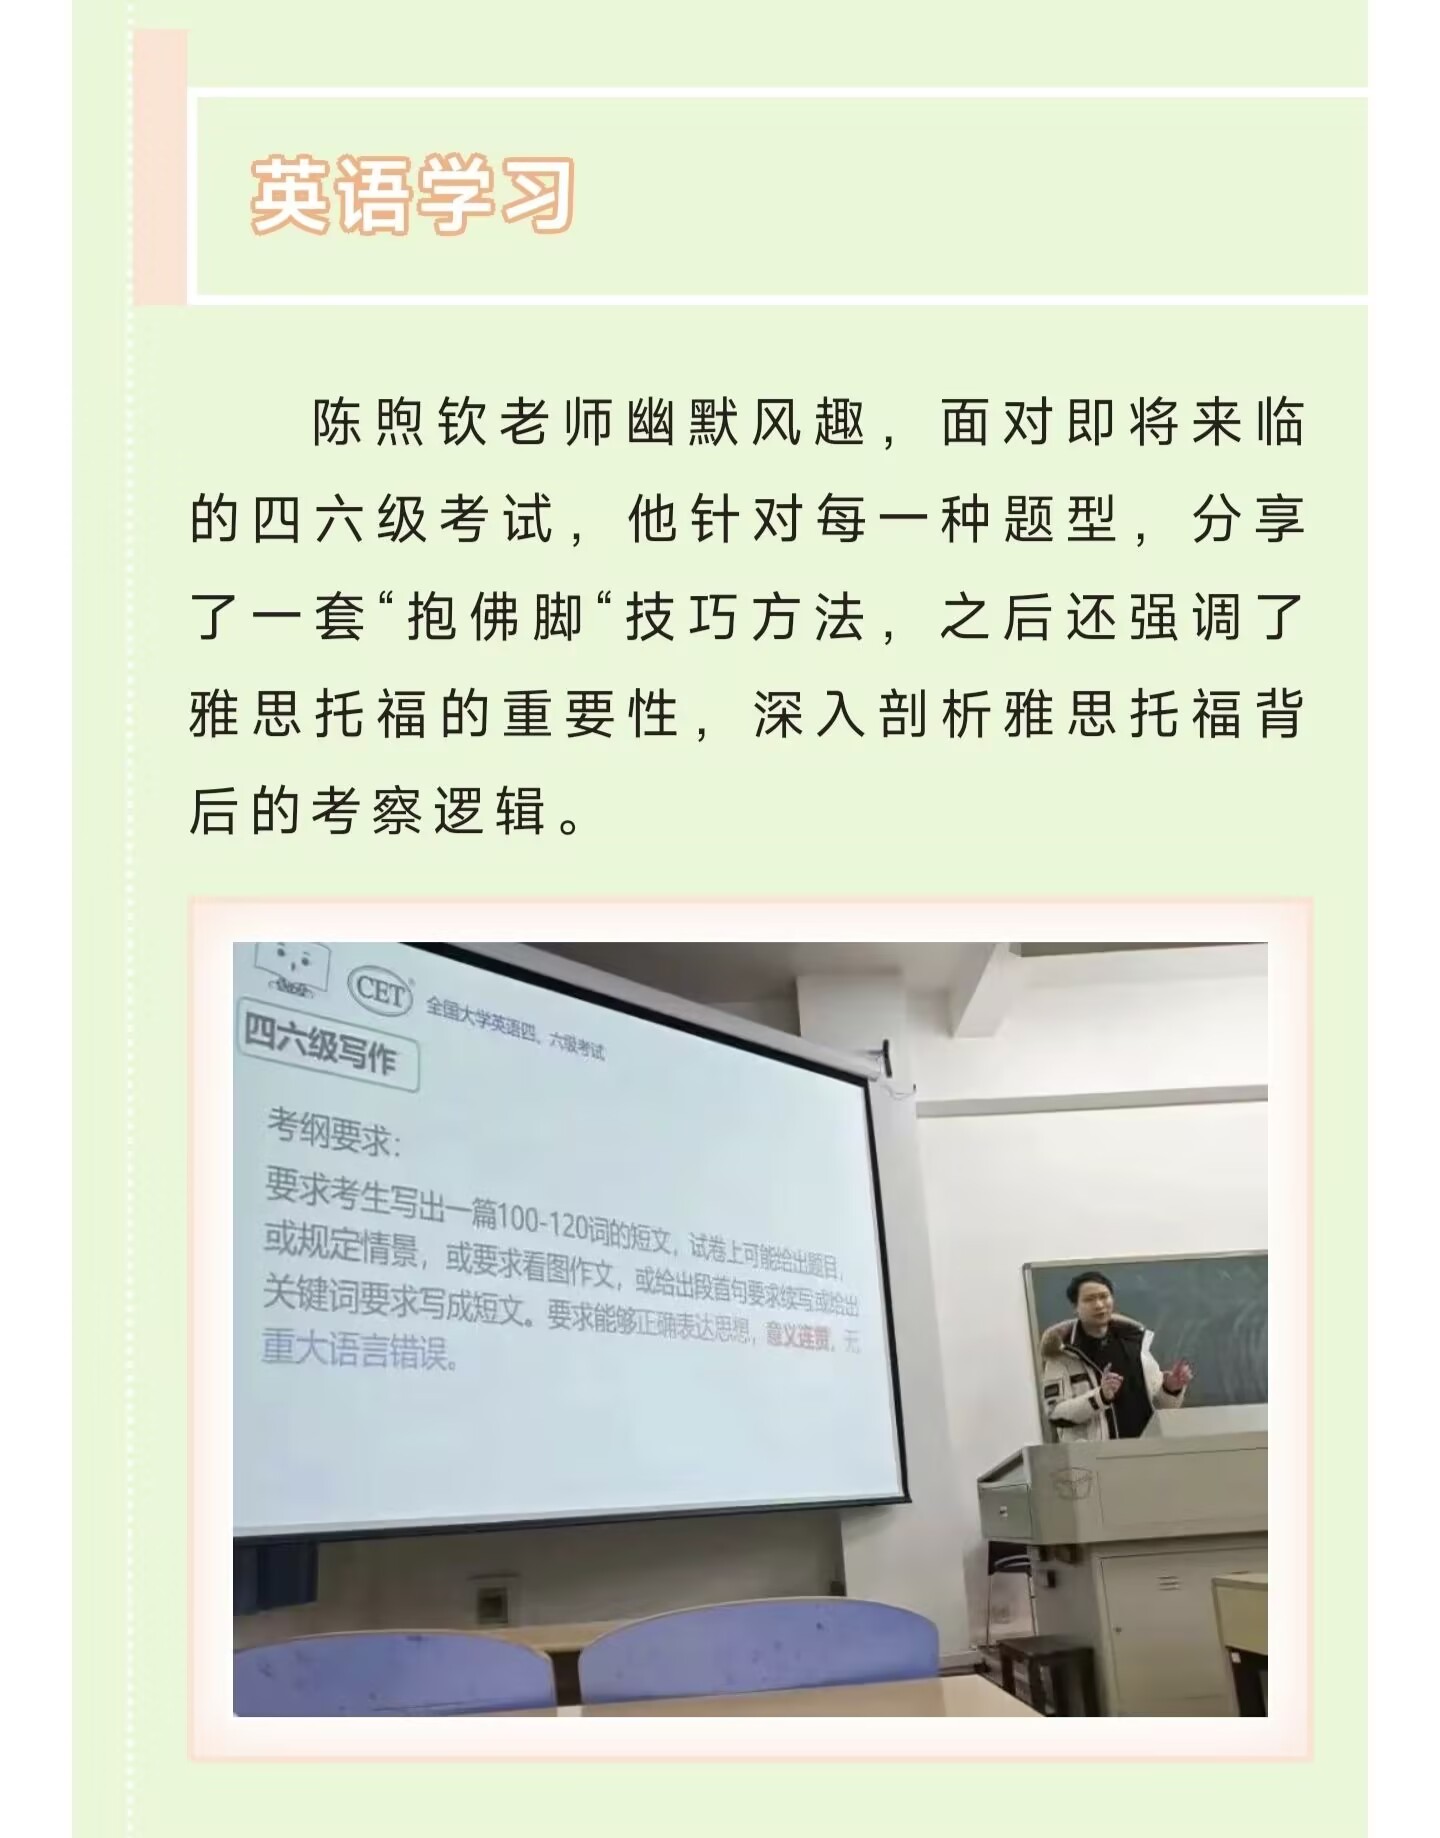 英语学习
陈煦钦老师幽默风趣，面对即将来临
的四六级考试，他针对每一种题型，分享
了一套“抱佛脚“技巧方法，之后还强调了
雅思托福的重要性，深入剖析雅思托福背
后的考察逻辑。
CET 全国大学英语四、六级考试
四六级写作
考纲要求：
要求考生写出一篇100-120词的短文，试卷上可能给出题目，
或规定情景，或要求看图作文，或给出段首句要求续写或给出
关键词要求写成短文。要求能够正确表达思想，意义连贯，无
重大语言错误。